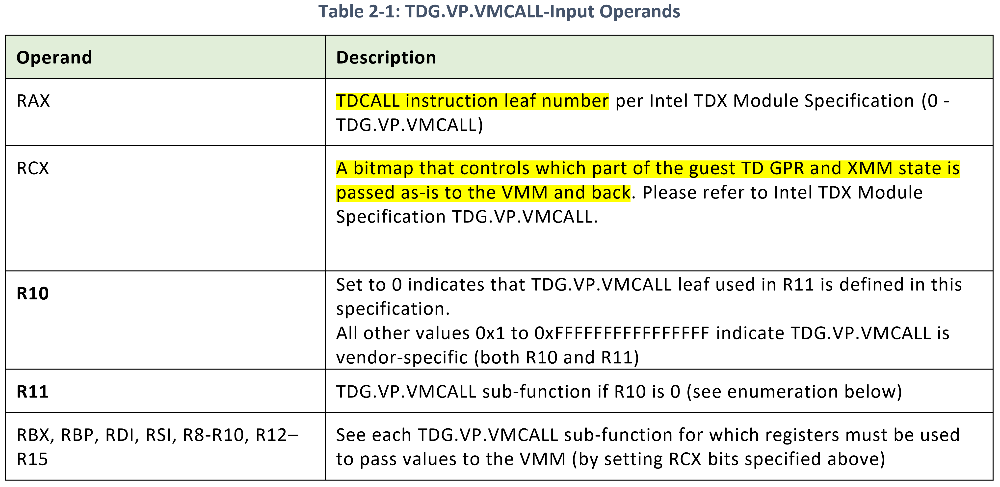 Table 2-1: TDG.VP.VMCALL-Input Operands
Operand
Description
RAX
TDCALL instruction leaf number per Intel TDX Module Specification (0 -
TDG.VP.VMCALL)
RCX
A bitmap that controls which part of the guest TD GPR and XMM state is
passed as-is to the VMM and back. Please refer to Intel TDX Module
Specification TDG.VP.VMCALL.
R10
Set to 0 indicates that TDG.VP.VMCALL leaf used in R11 is defined in this
specification.
All other values 0x1 to 0xFFFFFFFFFFFFFFFF indicate TDG.VP.VMCALL is
vendor-specific (both R10 and R11)
R11
TDG.VP.VMCALL sub-function if R10 is 0 (see enumeration below)
RBX, RBP, RDI, RSI, R8-R10, R12–
R15
See each TDG.VP.VMCALL sub-function for which registers must be used
to pass values to the VMM (by setting RCX bits specified above)